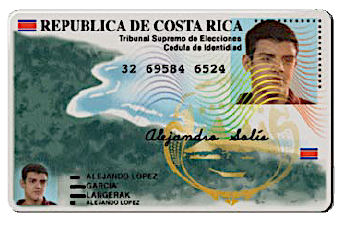 REPUBLICA DE COSTA RICA
Tribunal Supremo de Elecciones
Cedula de Identidad
32 69584 6524
Alejandro Solís
ALEJANDO LOPEZ
GARCIA
LARGERAK
ALEJANDO LOPEZ